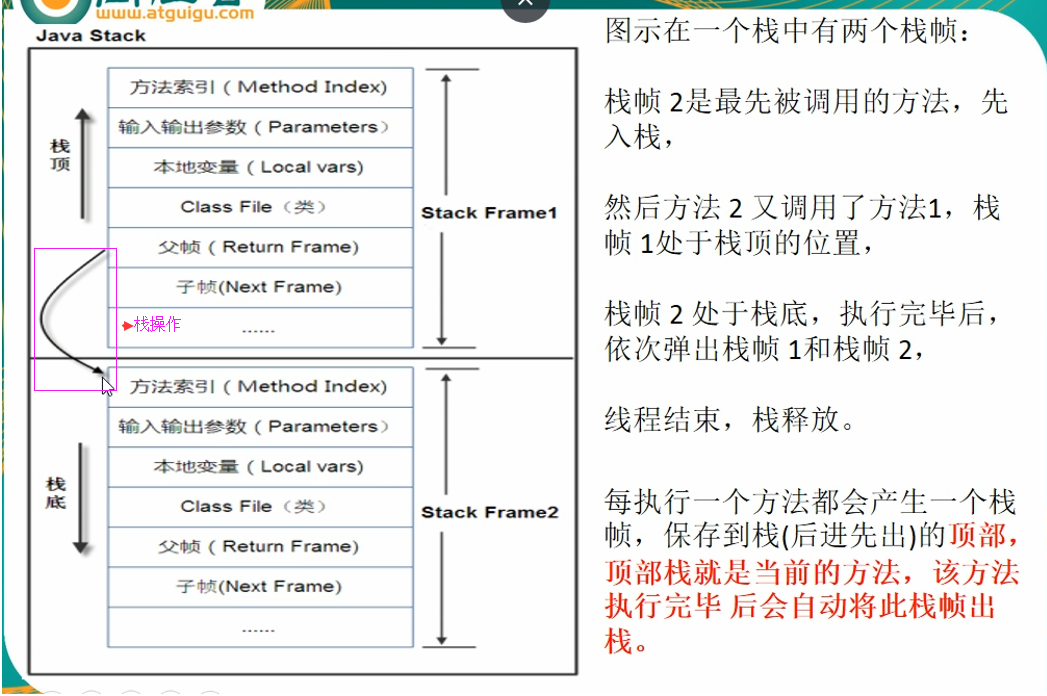 www.atguigu.com
Java Stack
方法索引 ( Method Index)
输入输出参数 ( Parameters )
本地变量 ( Local vars)
Class File（类）
父帧 ( Return Frame)
子帧(Next Frame)
......
栈顶
Stack Frame1
栈操作
方法索引 ( Method Index)
输入输出参数 ( Parameters )
本地变量 ( Local vars)
Class File（类）
父帧 ( Return Frame)
子帧(Next Frame)
......
栈底
Stack Frame2
图示在一个栈中有两个栈帧：
栈帧 2是最先被调用的方法，先
入栈，
然后方法 2 又调用了方法1，栈
帧 1处于栈顶的位置，
栈帧 2 处于栈底，执行完毕后，
依次弹出栈帧 1和栈帧 2，
线程结束，栈释放。
每执行一个方法都会产生一个栈
帧，保存到栈(后进先出)的顶部，
顶部栈就是当前的方法，该方法
执行完毕 后会自动将此栈帧出
栈。